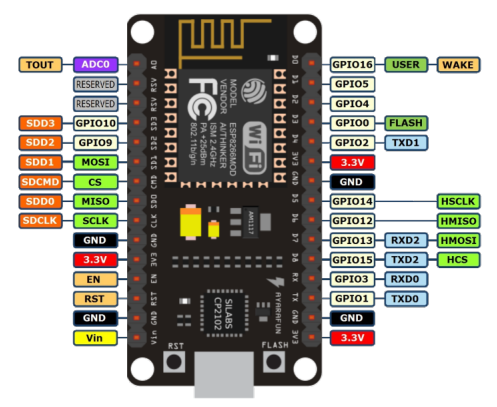 TOUT ADC0 A0 D0 GPIO16 USER WAKE
RESERVED RSV D1 GPIO5
RESERVED RSV D2 GPIO4
SDD3 GPIO10 SD3 D3 GPIO0 FLASH
SDD2 GPIO9 SD2 D4 GPIO2 TXD1
SDD1 MOSI SD1 3V3 3.3V
SDCMD CS CMD GND GND
SDD0 MISO SDO D5 GPIO14 HSCLK
SDCLK SCLK CLK D6 GPIO12 HMISO
GND GND D7 GPIO13 RXD2 HMOSI
3.3V 3V3 D8 GPIO15 TXD2 HCS
EN EN RX GPIO3 RXD0
RST RST TX GPIO1 TXD0
GND GND GND GND
Vin Vin 3V3 3.3V
MODEL ESP8266MOD
VENDOR AI/THINKER
ISM 2.4GHz
PA +25dBm
802.11b/g/n
FC
Wi Fi
AM1117
SILABS
CP2102
AYARAFUN
RST
FLASH